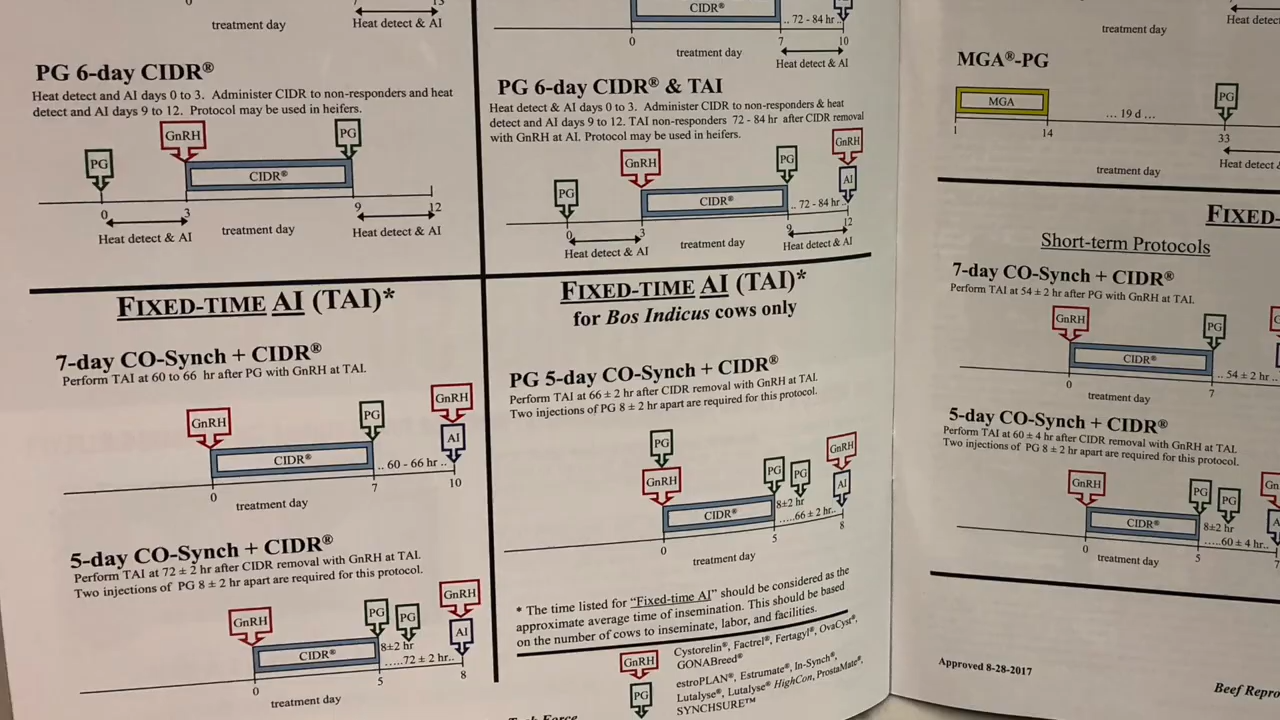 0
treatment day
Heat detect & AI
PG 6-day CIDR®
Heat detect and AI days 0 to 3. Administer CIDR to non-responders and heat
detect and AI days 9 to 12. Protocol may be used in heifers.
GnRH
PG
PG
CIDR®
0
3
9
12
Heat detect & AI
treatment day
Heat detect & AI
FIXED-TIME AI (TAI)*
7-day CO-Synch + CIDR®
Perform TAI at 60 to 66 hr after PG with GnRH at TAI.
GnRH
PG
GnRH
AI
CIDR®
.. 60 - 66 hr ..
0
7
10
treatment day
5-day CO-Synch + CIDR®
Perform TAI at 72 ± 2 hr after CIDR removal with GnRH at TAI.
Two injections of PG 8 ± 2 hr apart are required for this protocol.
GnRH
PG
PG
GnRH
AI
CIDR®
8±2 hr
.....72 ± 2 hr..
0
5
8
treatment day
CIDR®
.. 72 - 84 hr ..
AI
0
7
10
treatment day
Heat detect & AI
PG 6-day CIDR® & TAI
Heat detect & AI days 0 to 3. Administer CIDR to non-responders & heat
detect and AI days 9 to 12. TAI non-responders 72 - 84 hr after CIDR removal
with GnRH at AI. Protocol may be used in heifers.
PG
GnRH
PG
GnRH
AI
CIDR®
.. 72 - 84 hr ..
0
3
9
12
Heat detect & AI
treatment day
Heat detect & AI
FIXED-TIME AI (TAI)*
for Bos Indicus cows only
PG 5-day CO-Synch + CIDR®
Perform TAI at 66 ± 2 hr after CIDR removal with GnRH at TAI.
Two injections of PG 8 ± 2 hr apart are required for this protocol.
PG
GnRH
PG
PG
GnRH
AI
CIDR®
8±2 hr
.....66 ± 2 hr..
0
5
8
treatment day
* The time listed for “Fixed-time AI” should be considered as the
approximate average time of insemination. This should be based
on the number of cows to inseminate, labor, and facilities.
GnRH
Cystorelin®, Factrel®, Fertagyl®, OvaCyst®,
GONABreed®
PG
estroPLAN®, Estrumate®, In-Synch®,
Lutalyse®, Lutalyse® HighCon, ProstaMate®,
SYNCHSURE™
Task Force
treatment day
Heat detect
MGA®-PG
MGA
PG
... 19 d ...
1
14
33
treatment day
Heat detect
FIXED-
Short-term Protocols
7-day CO-Synch + CIDR®
Perform TAI at 54 ± 2 hr after PG with GnRH at TAI.
GnRH
PG
CIDR®
.. 54 ± 2 hr ..
0
7
treatment day
5-day CO-Synch + CIDR®
Perform TAI at 60 ± 4 hr after CIDR removal with GnRH at TAI.
Two injections of PG 8 ± 2 hr apart are required for this protocol.
GnRH
PG
PG
Gn
CIDR®
8±2 hr
.....60 ± 4 hr..
0
5
7
treatment day
Approved 8-28-2017
Beef Repro